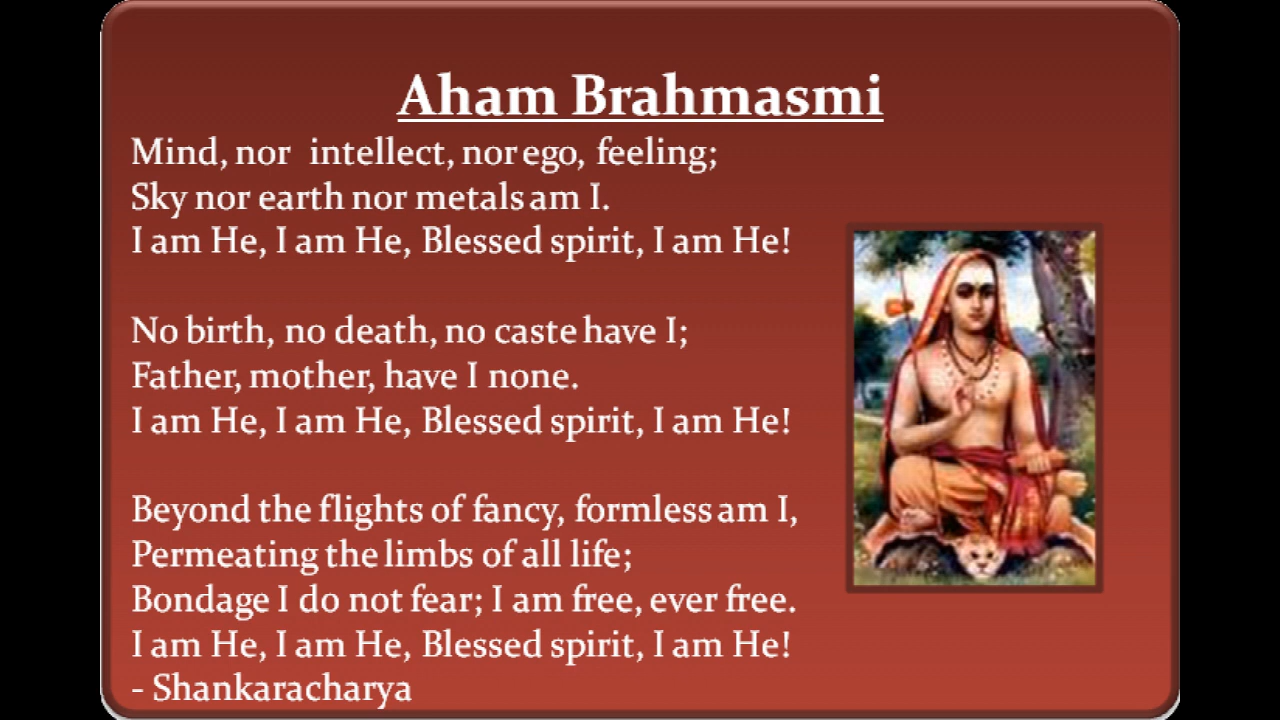 Aham Brahmasmi
Mind, nor intellect, nor ego, feeling;
Sky nor earth nor metals am I.
I am He, I am He, Blessed spirit, I am He!
No birth, no death, no caste have I;
Father, mother, have I none.
I am He, I am He, Blessed spirit, I am He!
Beyond the flights of fancy, formless am I,
Permeating the limbs of all life;
Bondage I do not fear; I am free, ever free.
I am He, I am He, Blessed spirit, I am He!
- Shankaracharya